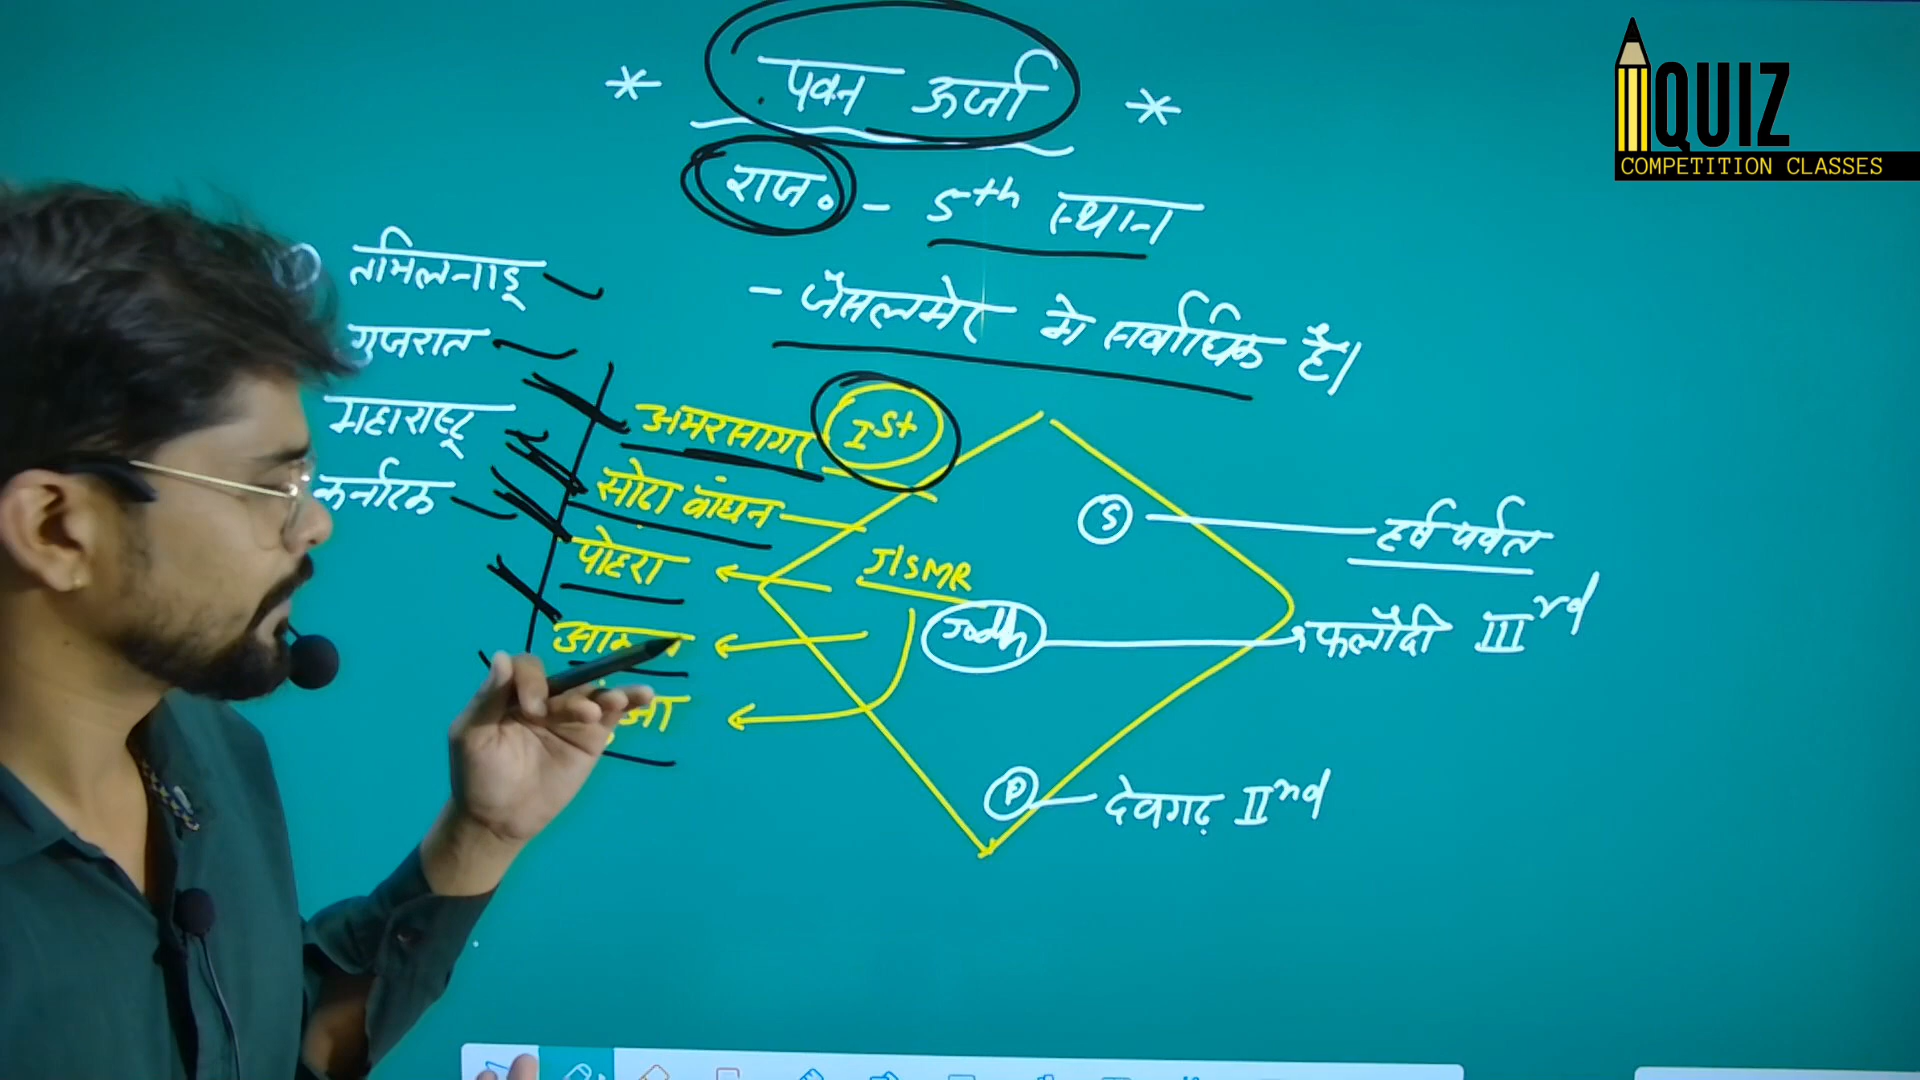 QUIZ
COMPETITION CLASSES
* पवन ऊर्जा *
राज॰ - 5th स्थान
- जैसलमेर मे सर्वाधिक है।
तमिलनाडू
गुजरात
महाराष्ट्र
कर्नाटक
अमरसागर Ist
सोढा बांधन
पोहरा
JISMR
Jodh
S
हर्ष पर्वत
फलौदी IIIrd
P
देवगढ़ IInd